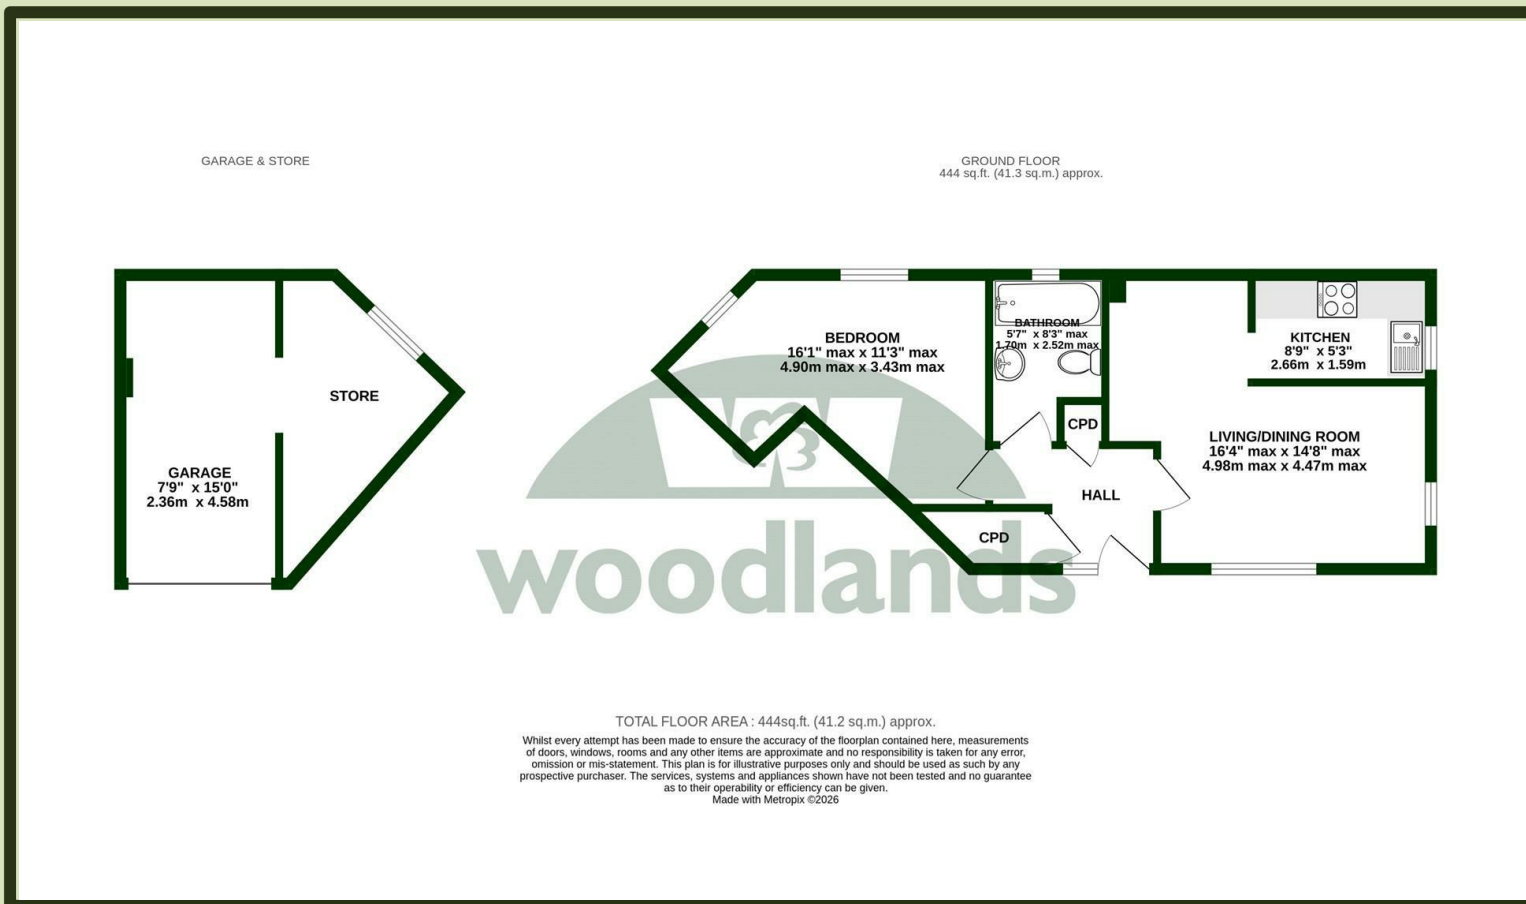 GARAGE & STORE
GROUND FLOOR
444 sq.ft. (41.3 sq.m.) approx.
BEDROOM
16'1" max x 11'3" max
4.90m max x 3.43m max
BATHROOM
5'7" x 8'3" max
1.70m x 2.52m max
KITCHEN
8'9" x 5'3"
2.66m x 1.59m
STORE
CPD
LIVING/DINING ROOM
16'4" max x 14'8" max
4.98m max x 4.47m max
GARAGE
7'9" x 15'0"
2.36m x 4.58m
HALL
CPD
woodlands
TOTAL FLOOR AREA : 444sq.ft. (41.2 sq.m.) approx.
Whilst every attempt has been made to ensure the accuracy of the floorplan contained here, measurements
of doors, windows, rooms and any other items are approximate and no responsibility is taken for any error,
omission or mis-statement. This plan is for illustrative purposes only and should be used as such by any
prospective purchaser. The services, systems and appliances shown have not been tested and no guarantee
as to their operability or efficiency can be given.
Made with Metropix ©2026